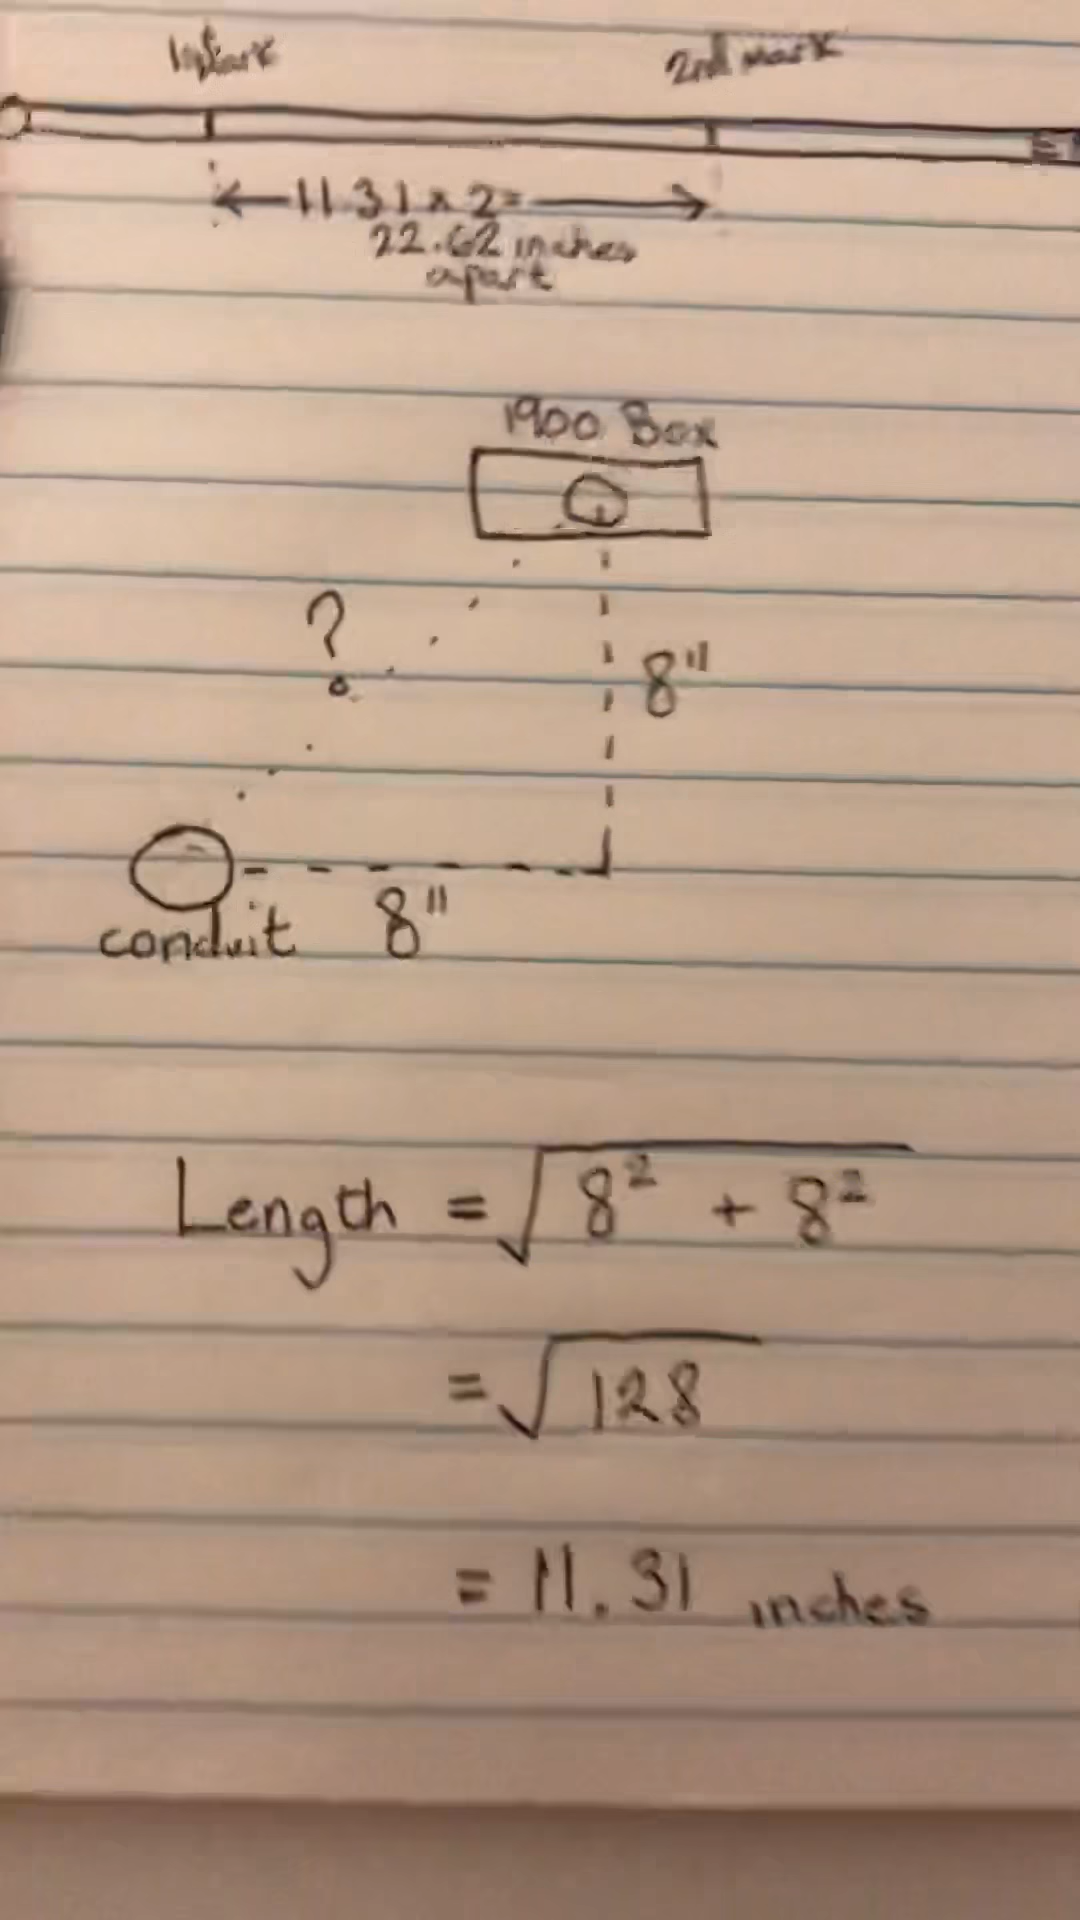 1st Mark
2nd mark
11.31 x 2=
22.62 inches
apart
1900 Box
?
8"
8"
conduit
Length = √8² + 8²
= √128
= 11.31 inches